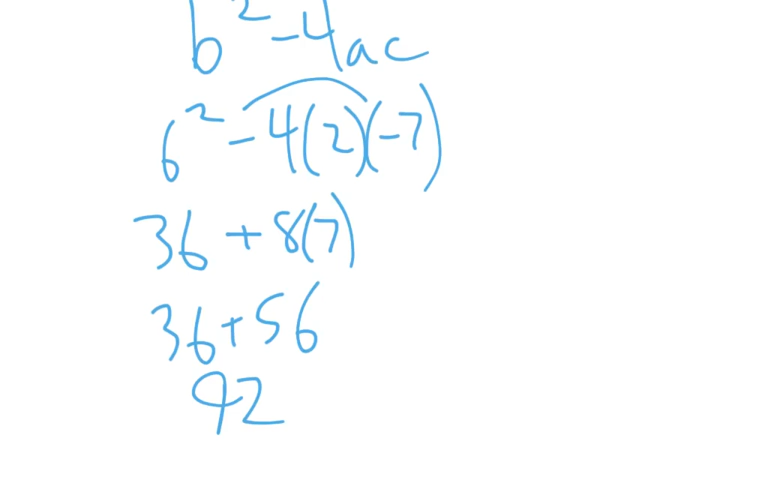 b² - 4ac
6² - 4(2)(-7)
36 + 8(7)
36 + 56
92